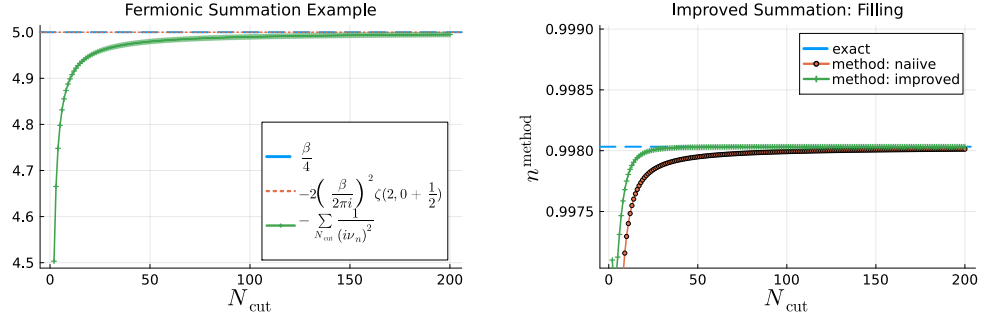 Fermionic Summation Example
5.0
4.9
4.8
4.7
4.6
4.5
0 50 100 150 200
N_cut
β/4
-2(β/2πi)^2 ζ(2, 0 + 1/2)
-∑_{N_cut} 1/(iν_n)^2
Improved Summation: Filling
0.9990
0.9985
0.9980
0.9975
n^method
0 50 100 150 200
N_cut
exact
method: naiive
method: improved